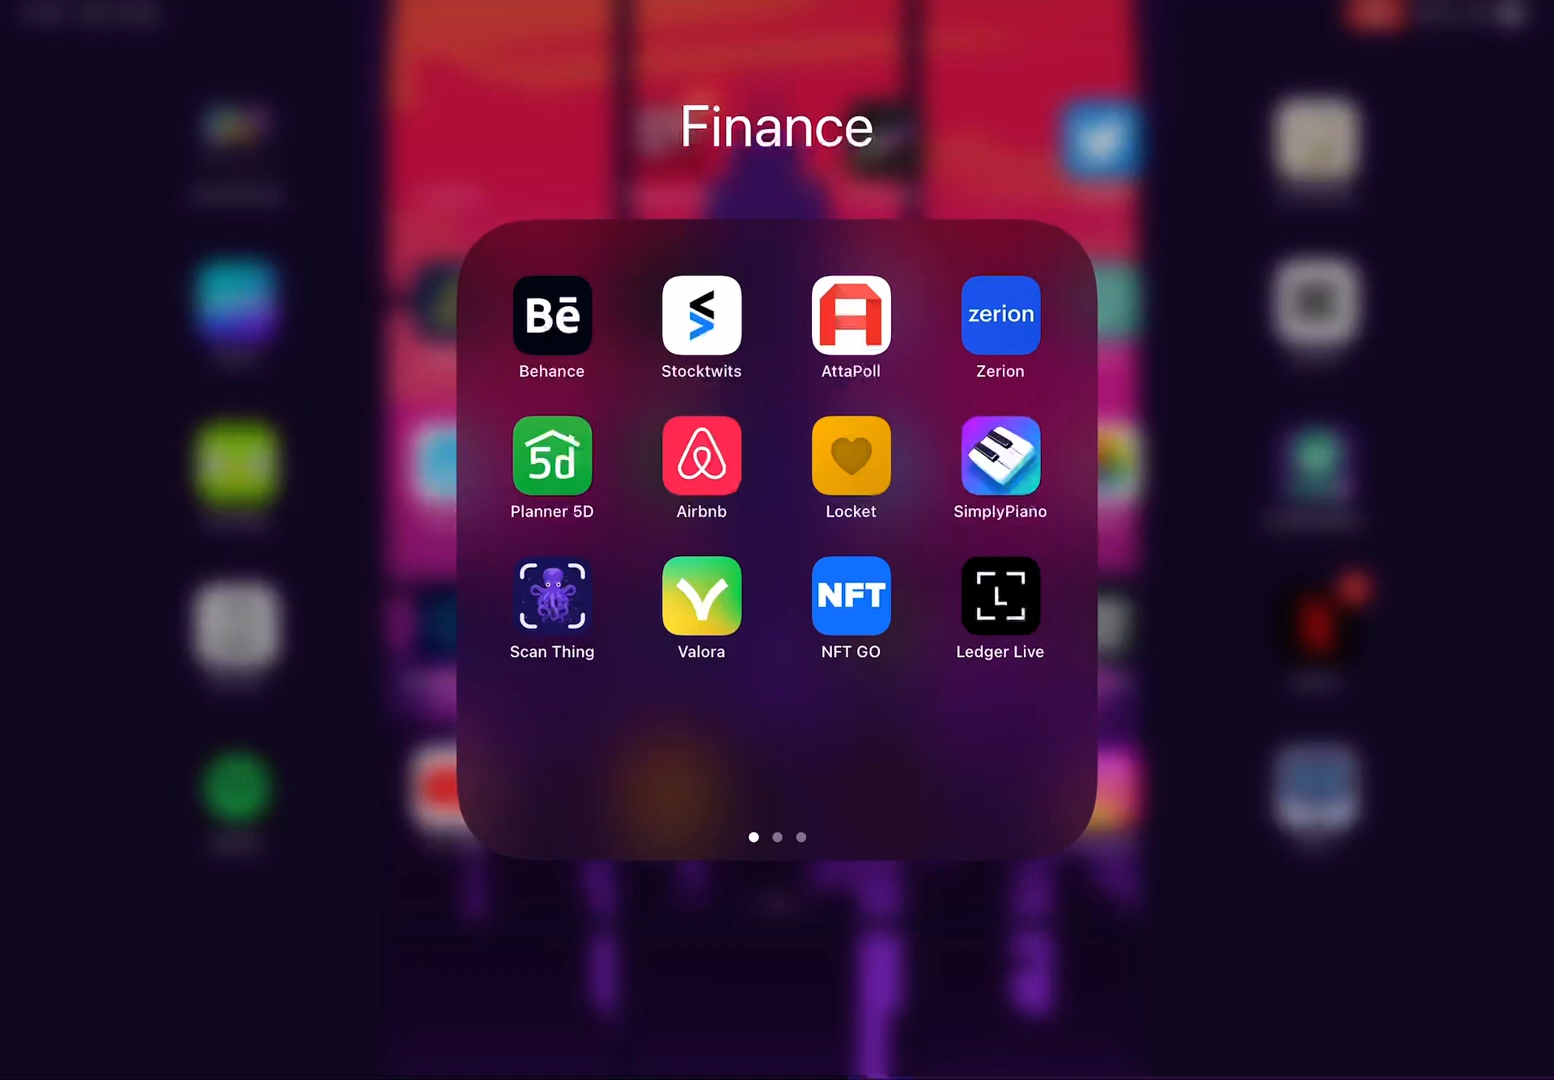 Finance
Bē
zerion
Behance
Stocktwits
AttaPoll
Zerion
5d
Planner 5D
Airbnb
Locket
SimplyPiano
NFT
L
Scan Thing
Valora
NFT GO
Ledger Live